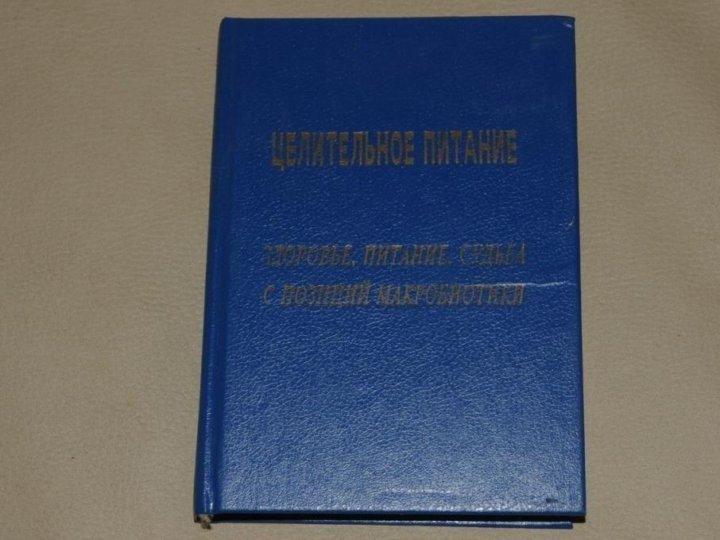 ЦЕЛИТЕЛЬНОЕ ПИТАНИЕ
ЗДОРОВЬЕ, ПИТАНИЕ, СУДЬБА
С ПОЗИЦИЙ МАКРОБИОТИКИ